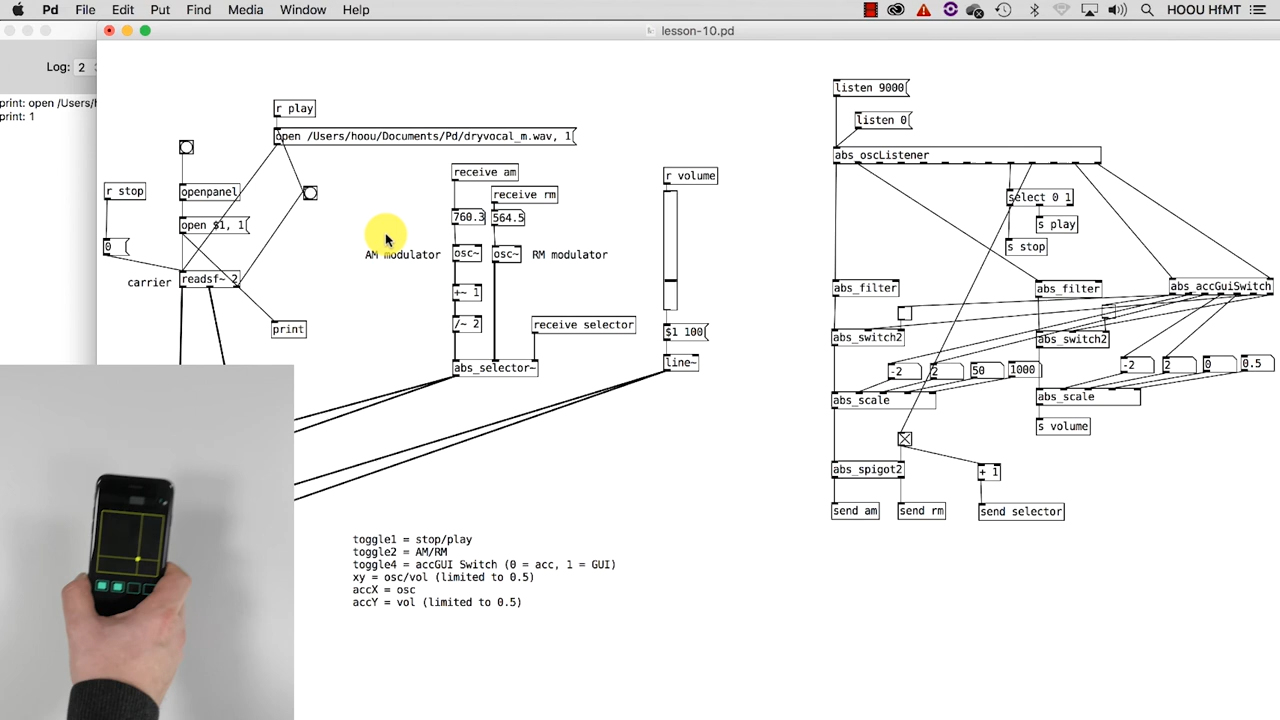 Pd File Edit Put Find Media Window Help HOOU HfMT
lesson-10.pd
Log: 2
print: open /Users/h
print: 1
r play
open /Users/hoou/Documents/Pd/dryvocal_m.wav, 1
r stop
openpanel
open $1, 1
0
readsf~ 2
carrier
print
receive am
receive rm
760.3
564.5
AM modulator
osc~
osc~
RM modulator
+~ 1
/~ 2
receive selector
abs_selector~
r volume
$1 100
line~
listen 9000
listen 0
abs_oscListener
select 0 1
s play
s stop
abs_filter
abs_filter
abs_accGuiSwitch
abs_switch2
abs_switch2
-2
2
50
1000
-2
2
0
0.5
abs_scale
abs_scale
s volume
abs_spigot2
+ 1
send am
send rm
send selector
toggle1 = stop/play
toggle2 = AM/RM
toggle4 = accGUI Switch (0 = acc, 1 = GUI)
xy = osc/vol (limited to 0.5)
accX = osc
accY = vol (limited to 0.5)